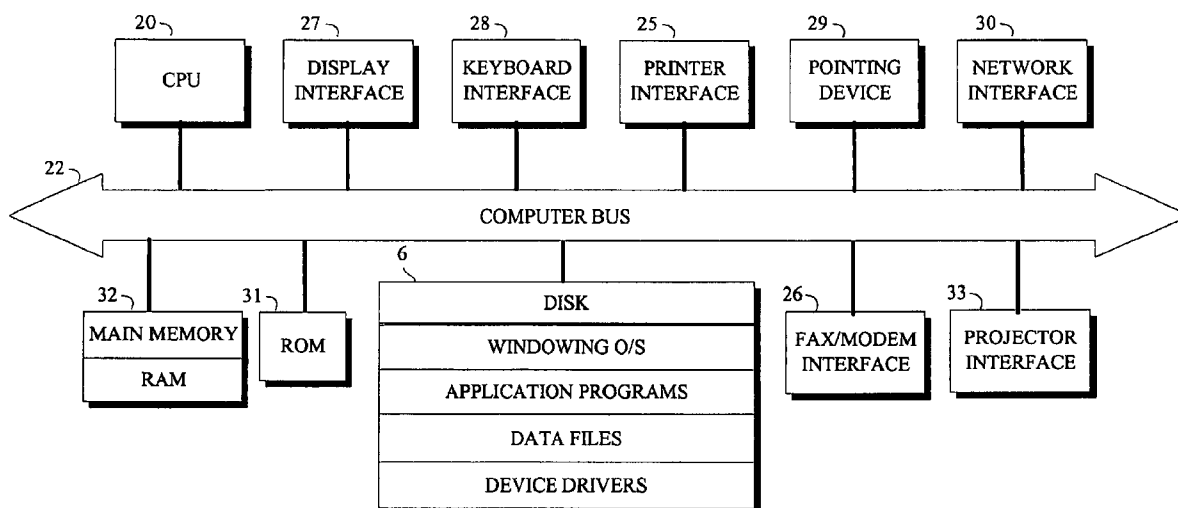 20
27
28
25
29
30
CPU
DISPLAY
INTERFACE
KEYBOARD
INTERFACE
PRINTER
INTERFACE
POINTING
DEVICE
NETWORK
INTERFACE
22
COMPUTER BUS
32
MAIN MEMORY
RAM
31
ROM
6
DISK
WINDOWING O/S
APPLICATION PROGRAMS
DATA FILES
DEVICE DRIVERS
26
FAX/MODEM
INTERFACE
33
PROJECTOR
INTERFACE